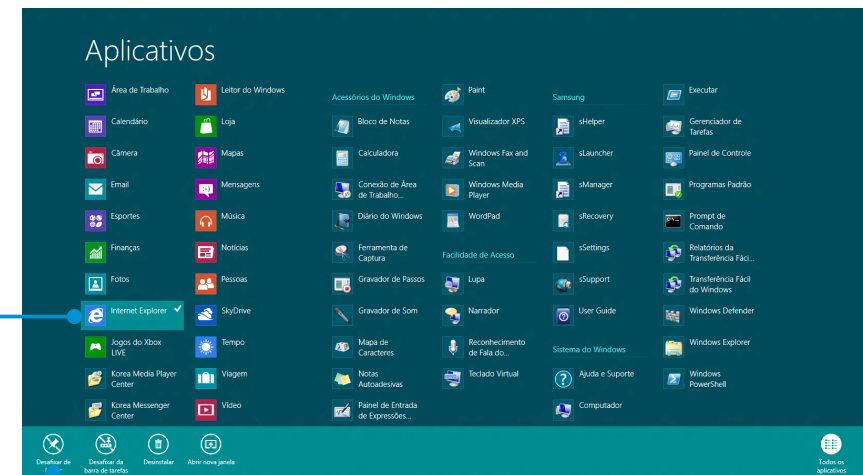 Aplicativos
Área de Trabalho
Calendário
Câmera
Email
Esportes
Finanças
Fotos
Internet Explorer
Jogos do Xbox
LIVE
Korea Media Player
Center
Korea Messenger
Center
Leitor do Windows
Loja
Mapas
Mensagens
Música
Notícias
Pessoas
SkyDrive
Tempo
Viagem
Vídeo
Acessórios do Windows
Bloco de Notas
Calculadora
Conexão de Área
de Trabalho...
Diário do Windows
Ferramenta de
Captura
Gravador de Passos
Gravador de Som
Mapa de
Caracteres
Notas
Autoadesivas
Painel de Entrada
de Expressões...
Paint
Visualizador XPS
Windows Fax and
Scan
Windows Media
Player
WordPad
Facilidade de Acesso
Lupa
Narrador
Reconhecimento
de Fala do...
Teclado Virtual
Samsung
sHelper
sLauncher
sManager
sRecovery
sSettings
sSupport
User Guide
Sistema do Windows
Ajuda e Suporte
Computador
Executar
Gerenciador de
Tarefas
Painel de Controle
Programas Padrão
Prompt de
Comando
Relatórios da
Transferência Fáci...
Transferência Fácil
do Windows
Windows Defender
Windows Explorer
Windows
PowerShell
Desafixar de
Desafixar da
barra de tarefas
Desinstalar
Abrir nova janela
Todos os
aplicativos